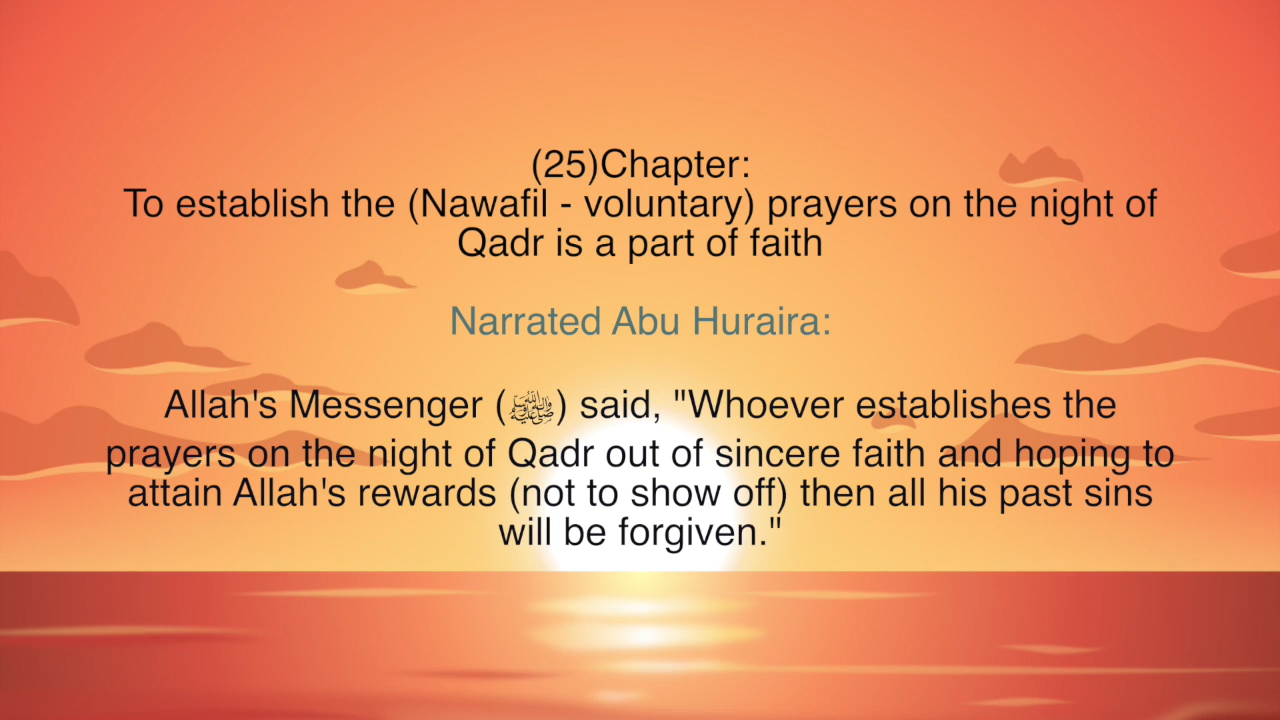 (25)Chapter:
To establish the (Nawafil - voluntary) prayers on the night of
Qadr is a part of faith
Narrated Abu Huraira:
Allah's Messenger (ﷺ) said, "Whoever establishes the
prayers on the night of Qadr out of sincere faith and hoping to
attain Allah's rewards (not to show off) then all his past sins
will be forgiven."